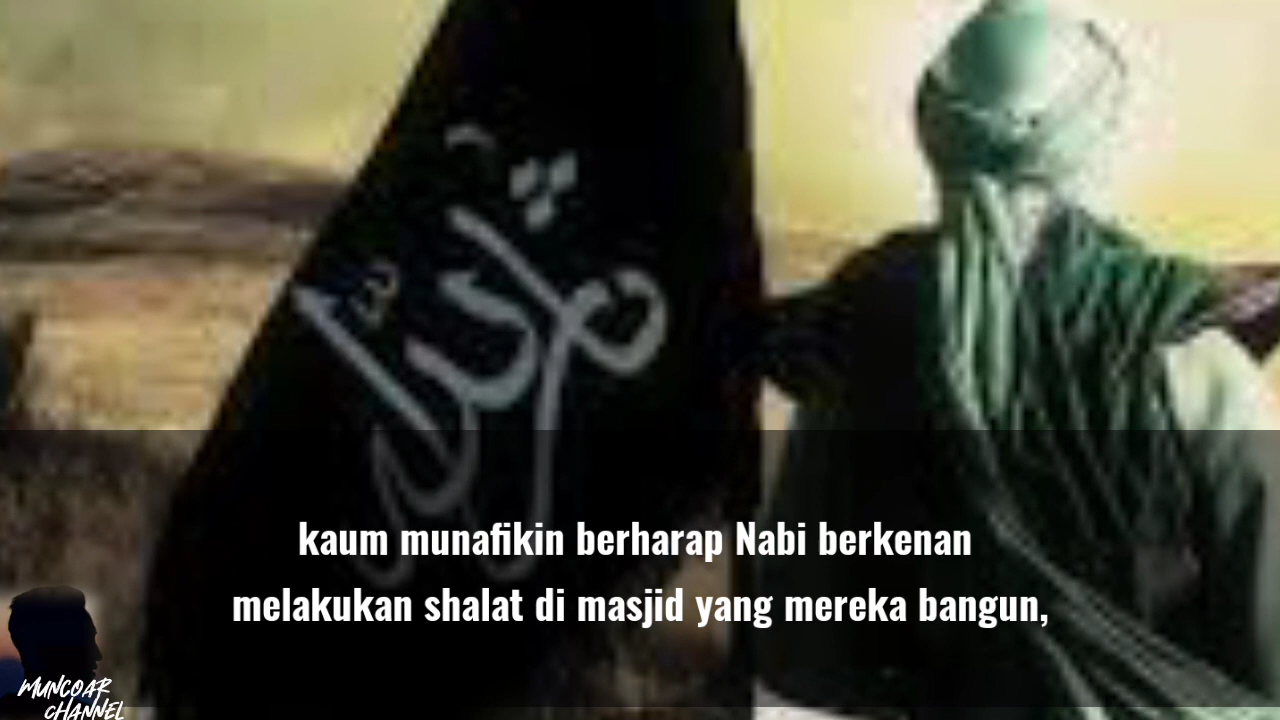 kaum munafikin berharap Nabi berkenan
melakukan shalat di masjid yang mereka bangun,
MUNCOAR
CHANNEL